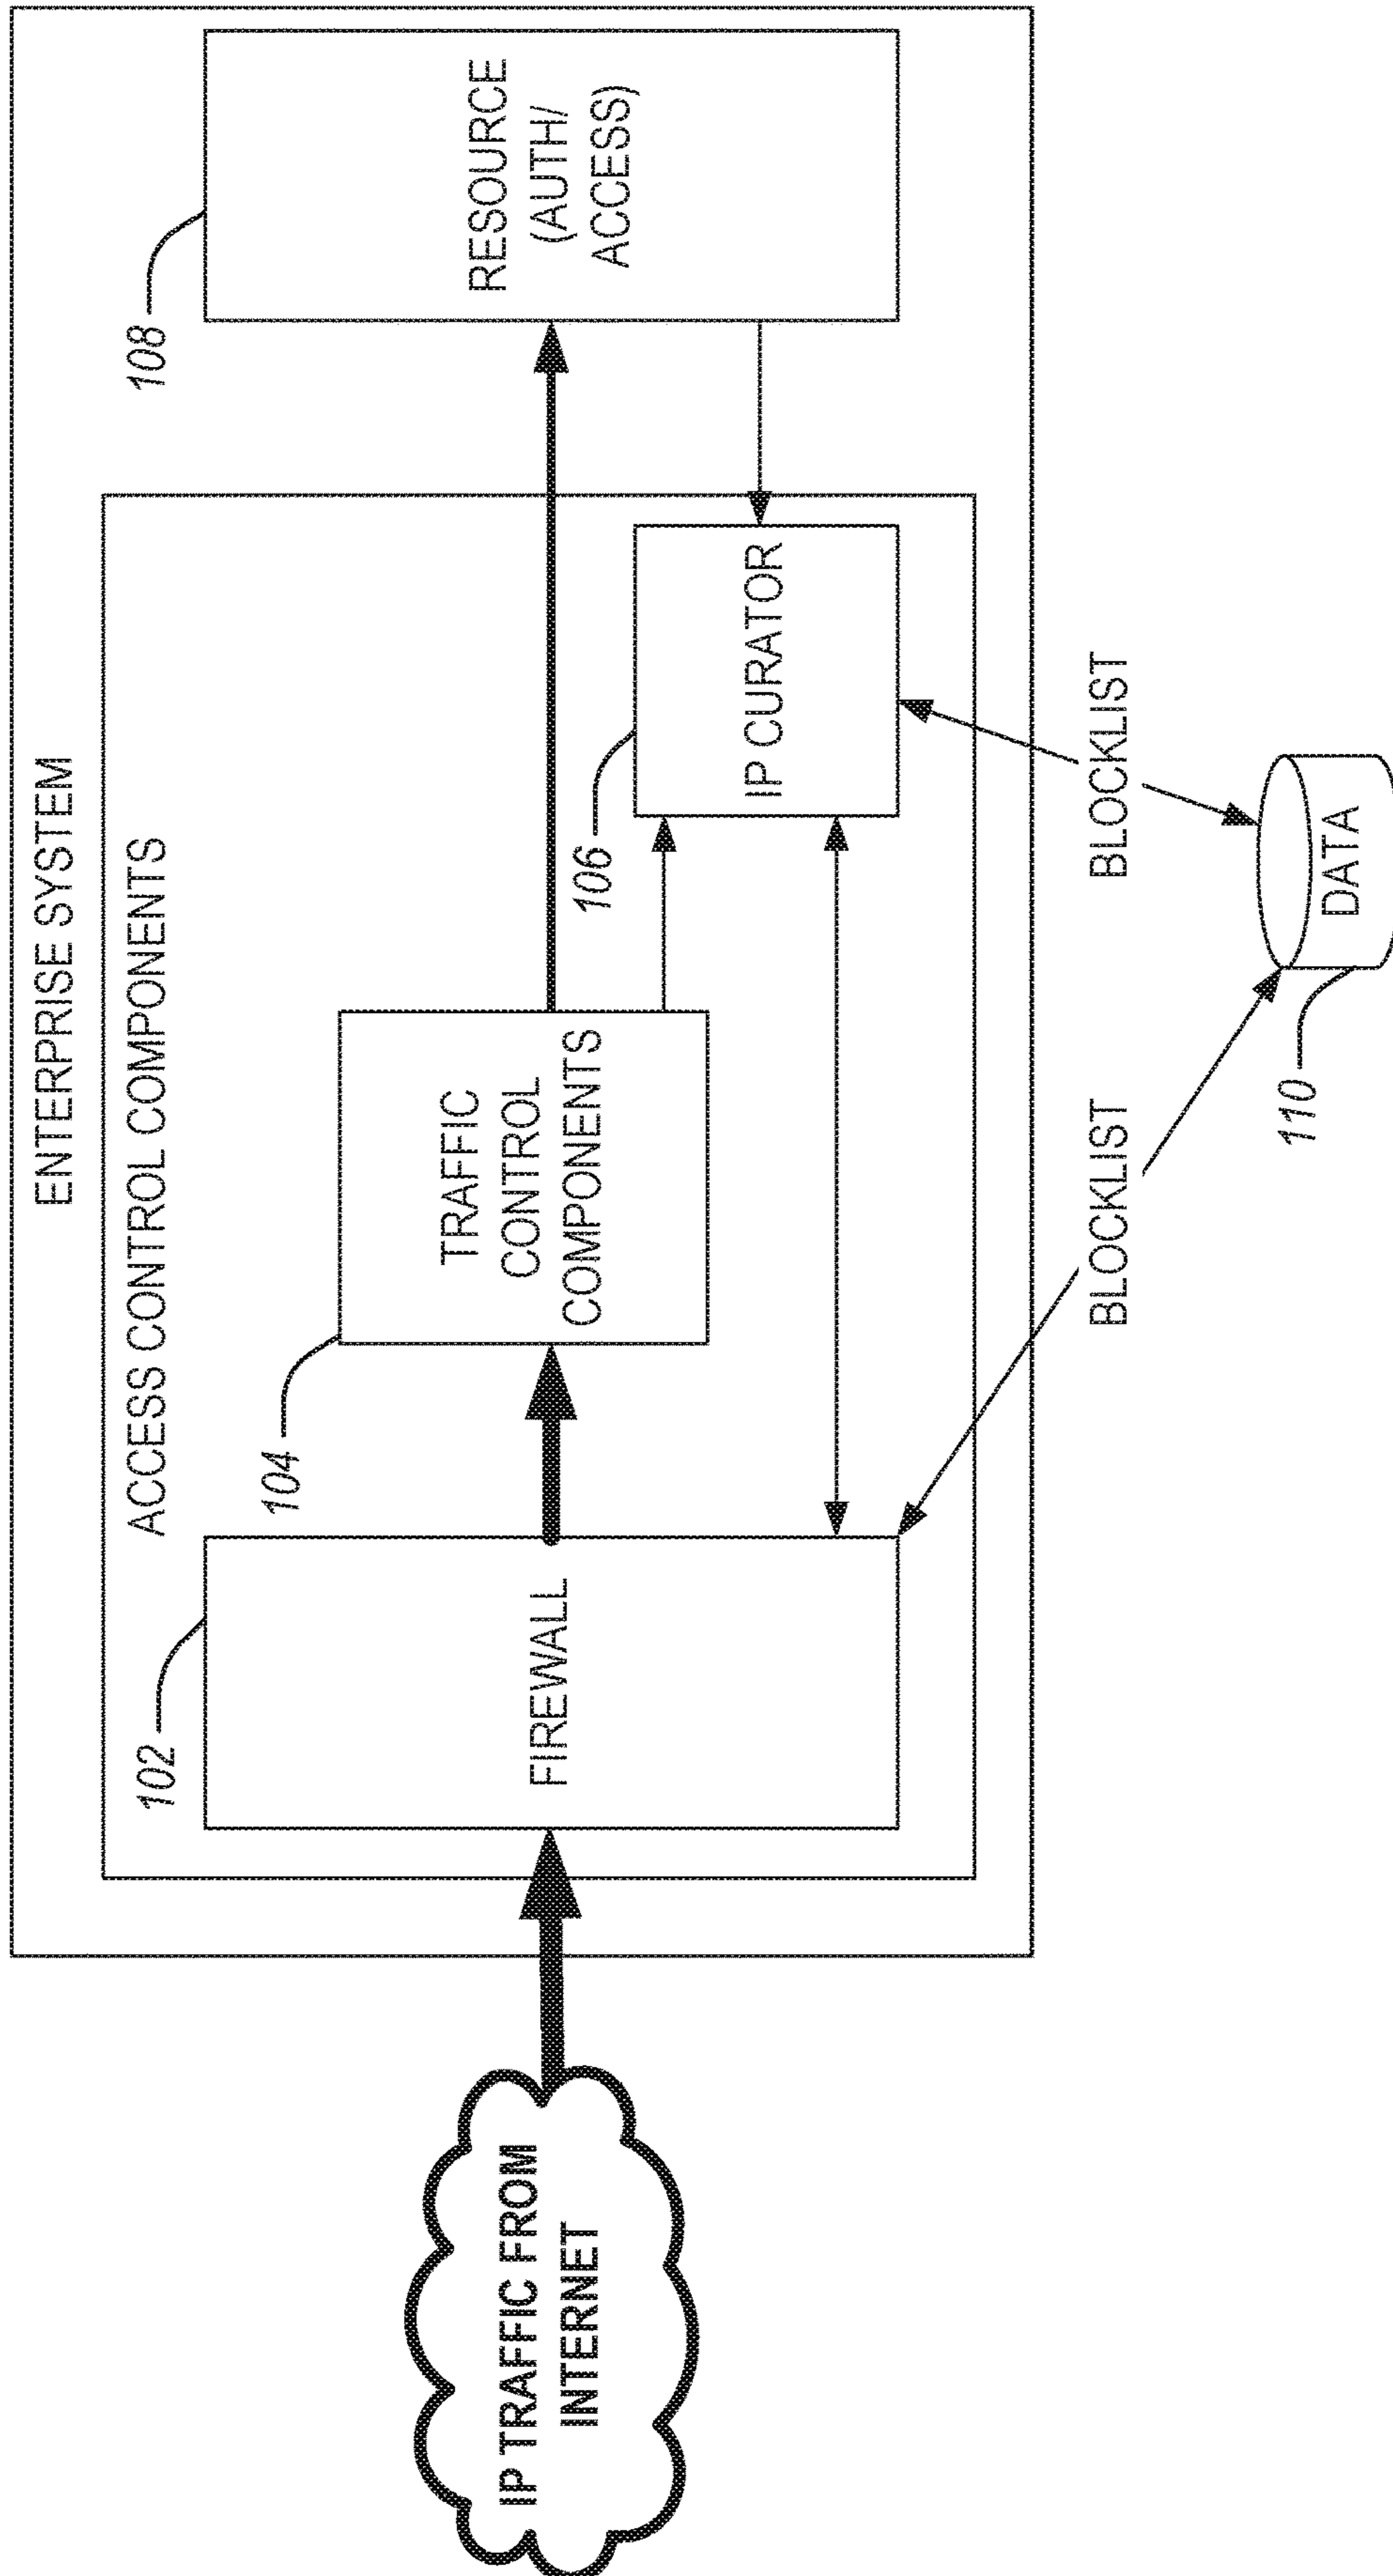 ENTERPRISE SYSTEM
ACCESS CONTROL COMPONENTS
IP TRAFFIC FROM
INTERNET
102
FIREWALL
104
TRAFFIC
CONTROL
COMPONENTS
106
IP CURATOR
108
RESOURCE
(AUTH/
ACCESS)
BLOCKLIST
BLOCKLIST
110
DATA